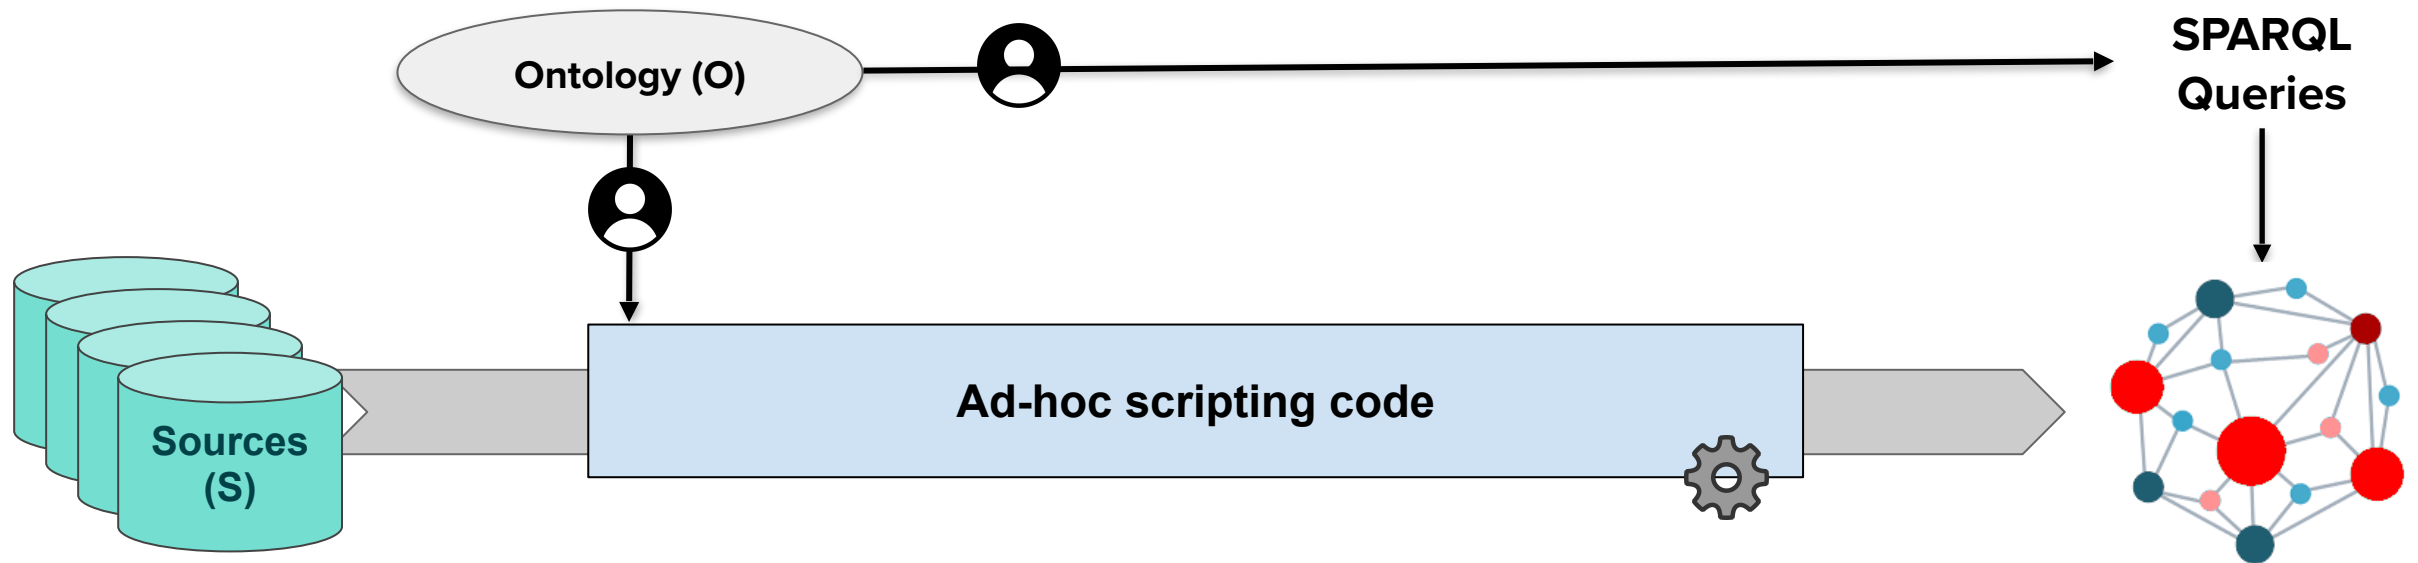 Ontology (O)
SPARQL
Queries
Ad-hoc scripting code
Sources
(S)